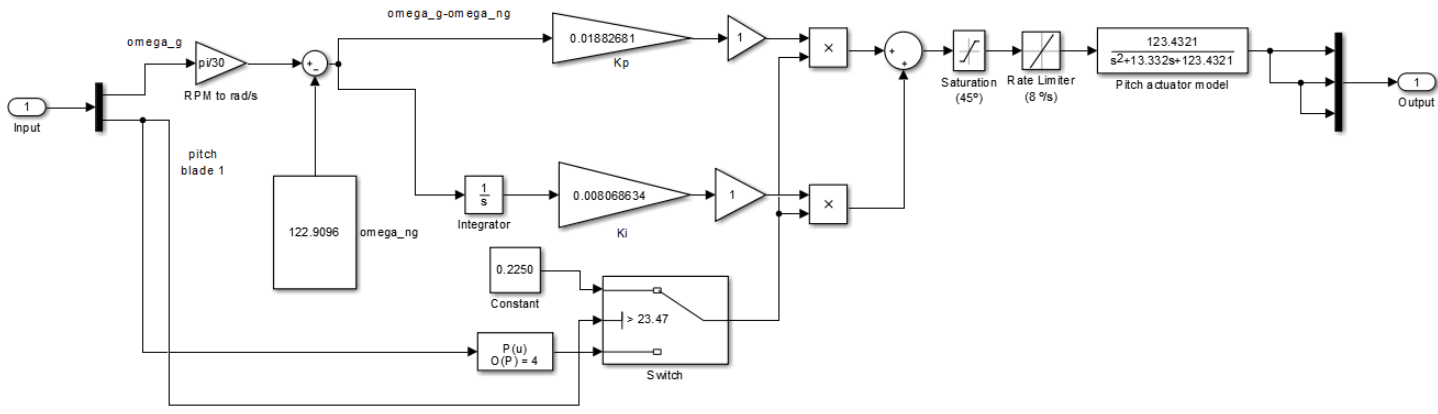 omega_g-omega_ng
omega_g
pi/30
RPM to rad/s
+
−
0.01882681
Kp
1
×
+
+
Saturation
(45º)
Rate Limiter
(8 º/s)
123.4321
s²+13.332s+123.4321
Pitch actuator model
1
Input
1
Output
pitch
blade 1
122.9096
omega_ng
1
s
Integrator
0.008068634
Ki
1
×
0.2250
Constant
> 23.47
P(u)
O(P) = 4
Switch